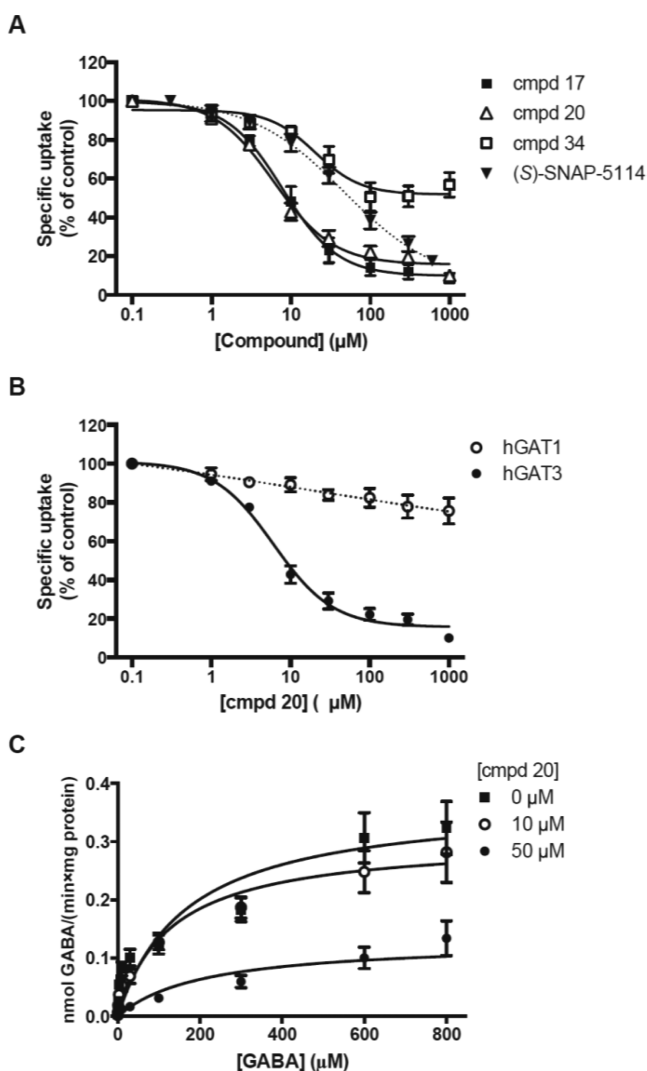 A
Specific uptake
(% of control)
120
100
80
60
40
20
0
0.1 1 10 100 1000
[Compound] (μM)
cmpd 17
cmpd 20
cmpd 34
(S)-SNAP-5114
B
Specific uptake
(% of control)
120
100
80
60
40
20
0
0.1 1 10 100 1000
[cmpd 20] ( μM)
hGAT1
hGAT3
C
nmol GABA/(min×mg protein)
0.4
0.3
0.2
0.1
0.0
0 200 400 600 800
[GABA] (μM)
[cmpd 20]
0 μM
10 μM
50 μM